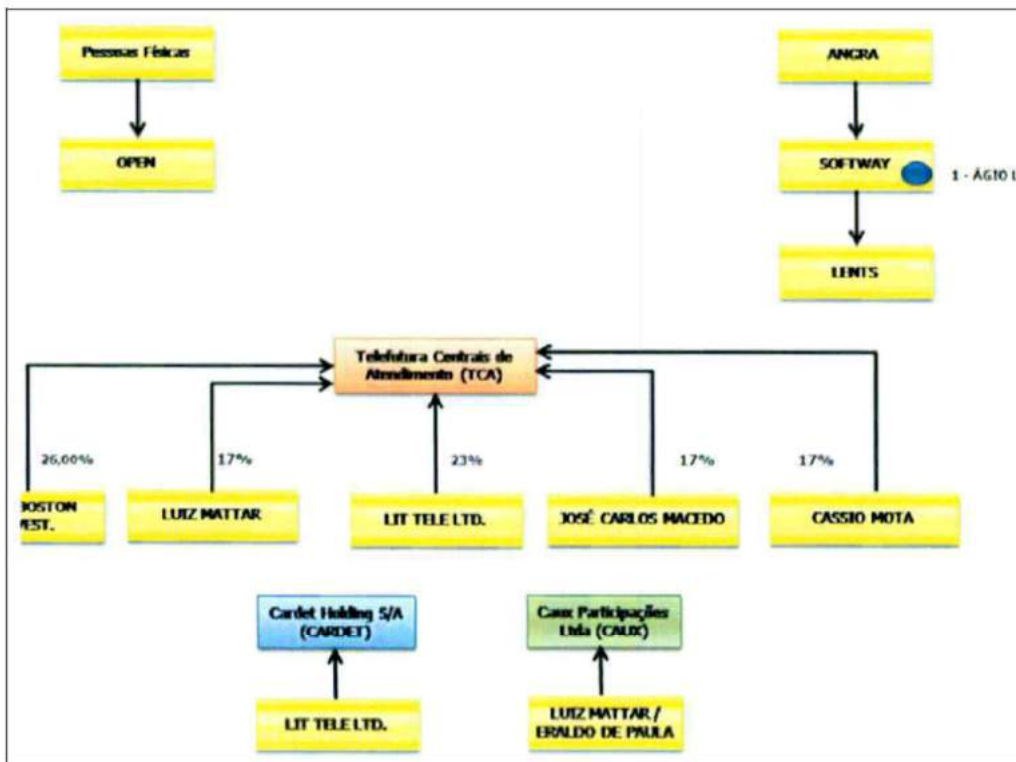 Pessoas Físicas
ANGRA
OPEN
SOFTWAY
1 - ÁGIO L
LENTS
Telefutura Centrais de
Atendimento (TCA)
26,00%
17%
23%
17%
17%
BOSTON
VEST.
LUIZ MATTAR
LIT TELE LTD.
JOSÉ CARLOS MACEDO
CASSIO MOTA
Cardet Holding S/A
(CARDET)
Caux Participações
Ltda (CAUX)
LIT TELE LTD.
LUIZ MATTAR /
ERALDO DE PAULA